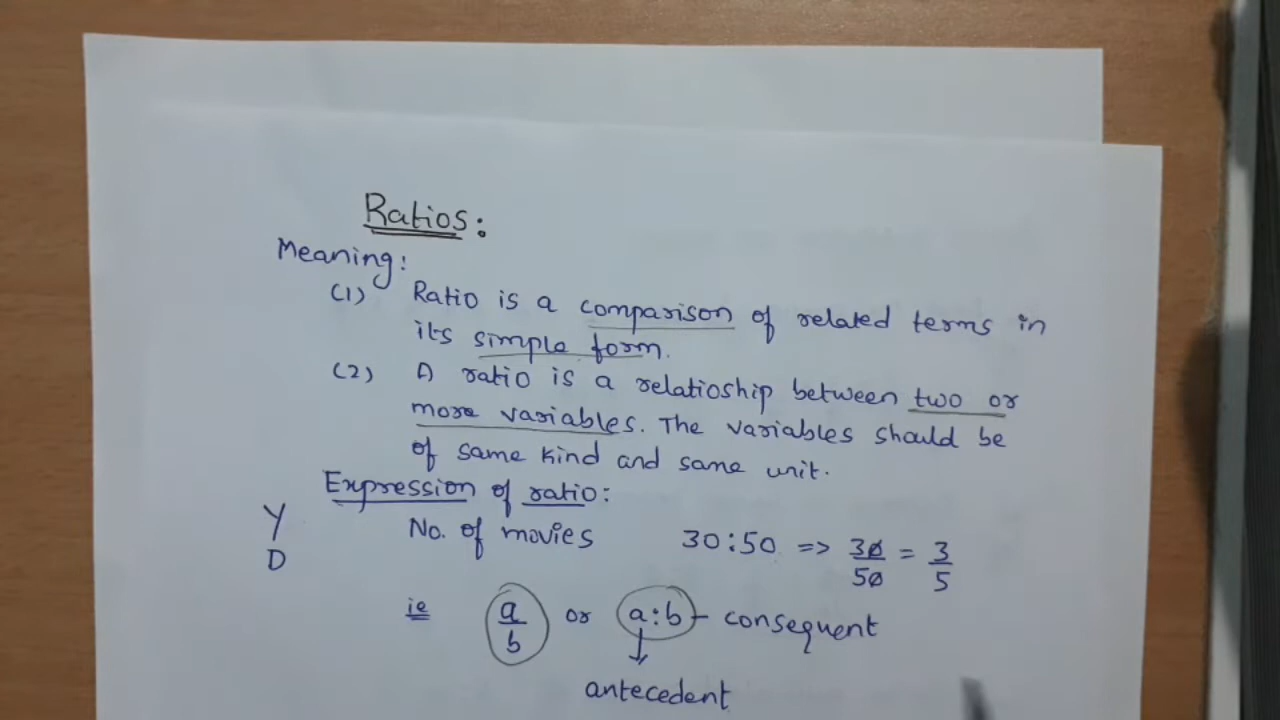 Ratios:
Meaning:
(1) Ratio is a comparison of related terms in
its simple form.
(2) A ratio is a relatioship between two or
more variables. The variables should be
of same kind and same unit.
Expression of ratio:
Y
D
No. of movies 30:50 => 30/50 = 3/5
ie a/b or a:b - consequent
antecedent